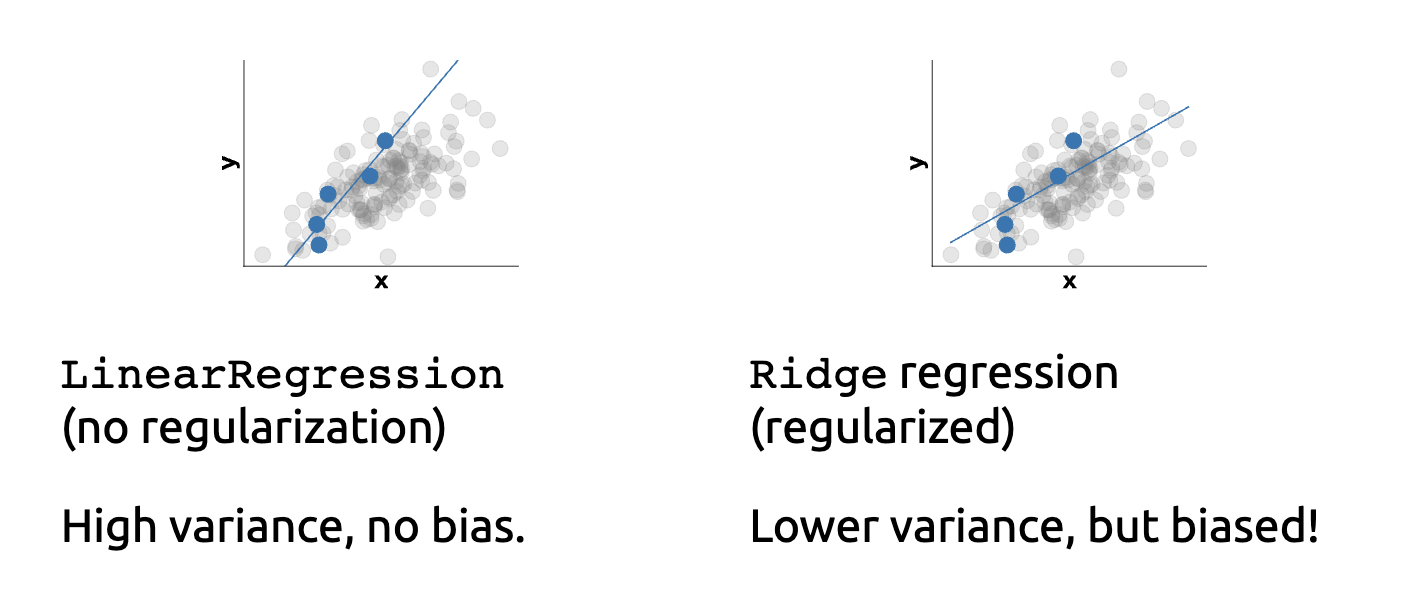 y
x
LinearRegression
(no regularization)
High variance, no bias.
y
x
Ridge regression
(regularized)
Lower variance, but biased!